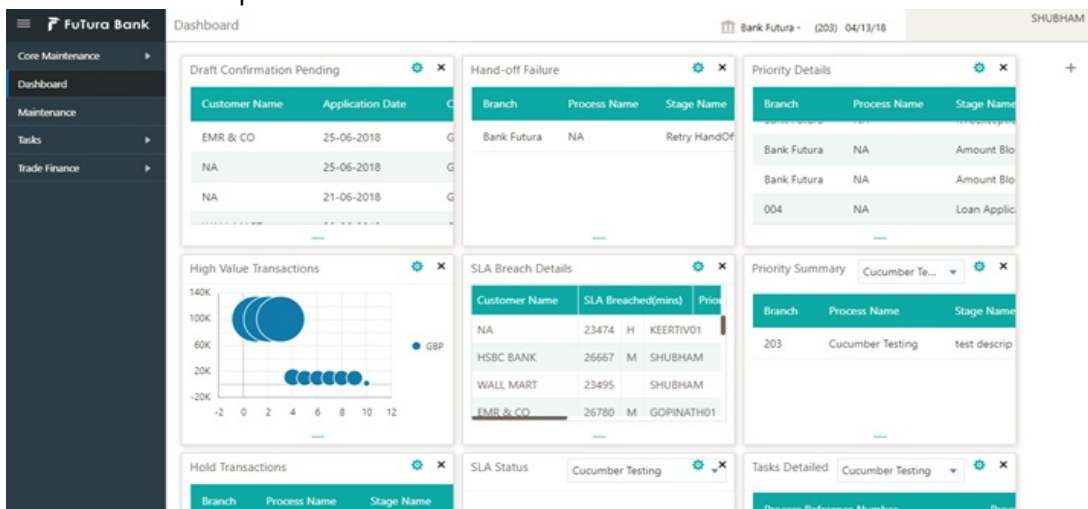 FuTura Bank
Dashboard
Bank Futura - (203) 04/13/18
SHUBHAM
Core Maintenance
Dashboard
Maintenance
Tasks
Trade Finance
Draft Confirmation Pending
Customer Name Application Date C
EMR & CO 25-06-2018 G
NA 25-06-2018 G
NA 21-06-2018 G
Hand-off Failure
Branch Process Name Stage Name
Bank Futura NA Retry HandOf
Priority Details
Branch Process Name Stage Name
Bank Futura NA Amount Blo
Bank Futura NA Amount Blo
004 NA Loan Applic
High Value Transactions
140K
100K
60K
20K
-20K
-2 0 2 4 6 8 10 12
GBP
SLA Breach Details
Customer Name SLA Breached(mins) Prior
NA 23474 H KEERTIV01
HSBC BANK 26667 M SHUBHAM
WALL MART 23495 SHUBHAM
EMR & CO 26780 M GOPINATH01
Priority Summary Cucumber Te...
Branch Process Name Stage Name
203 Cucumber Testing test descrip
Hold Transactions
Branch Process Name Stage Name
SLA Status Cucumber Testing
Tasks Detailed Cucumber Testing
Process Reference Number Proc